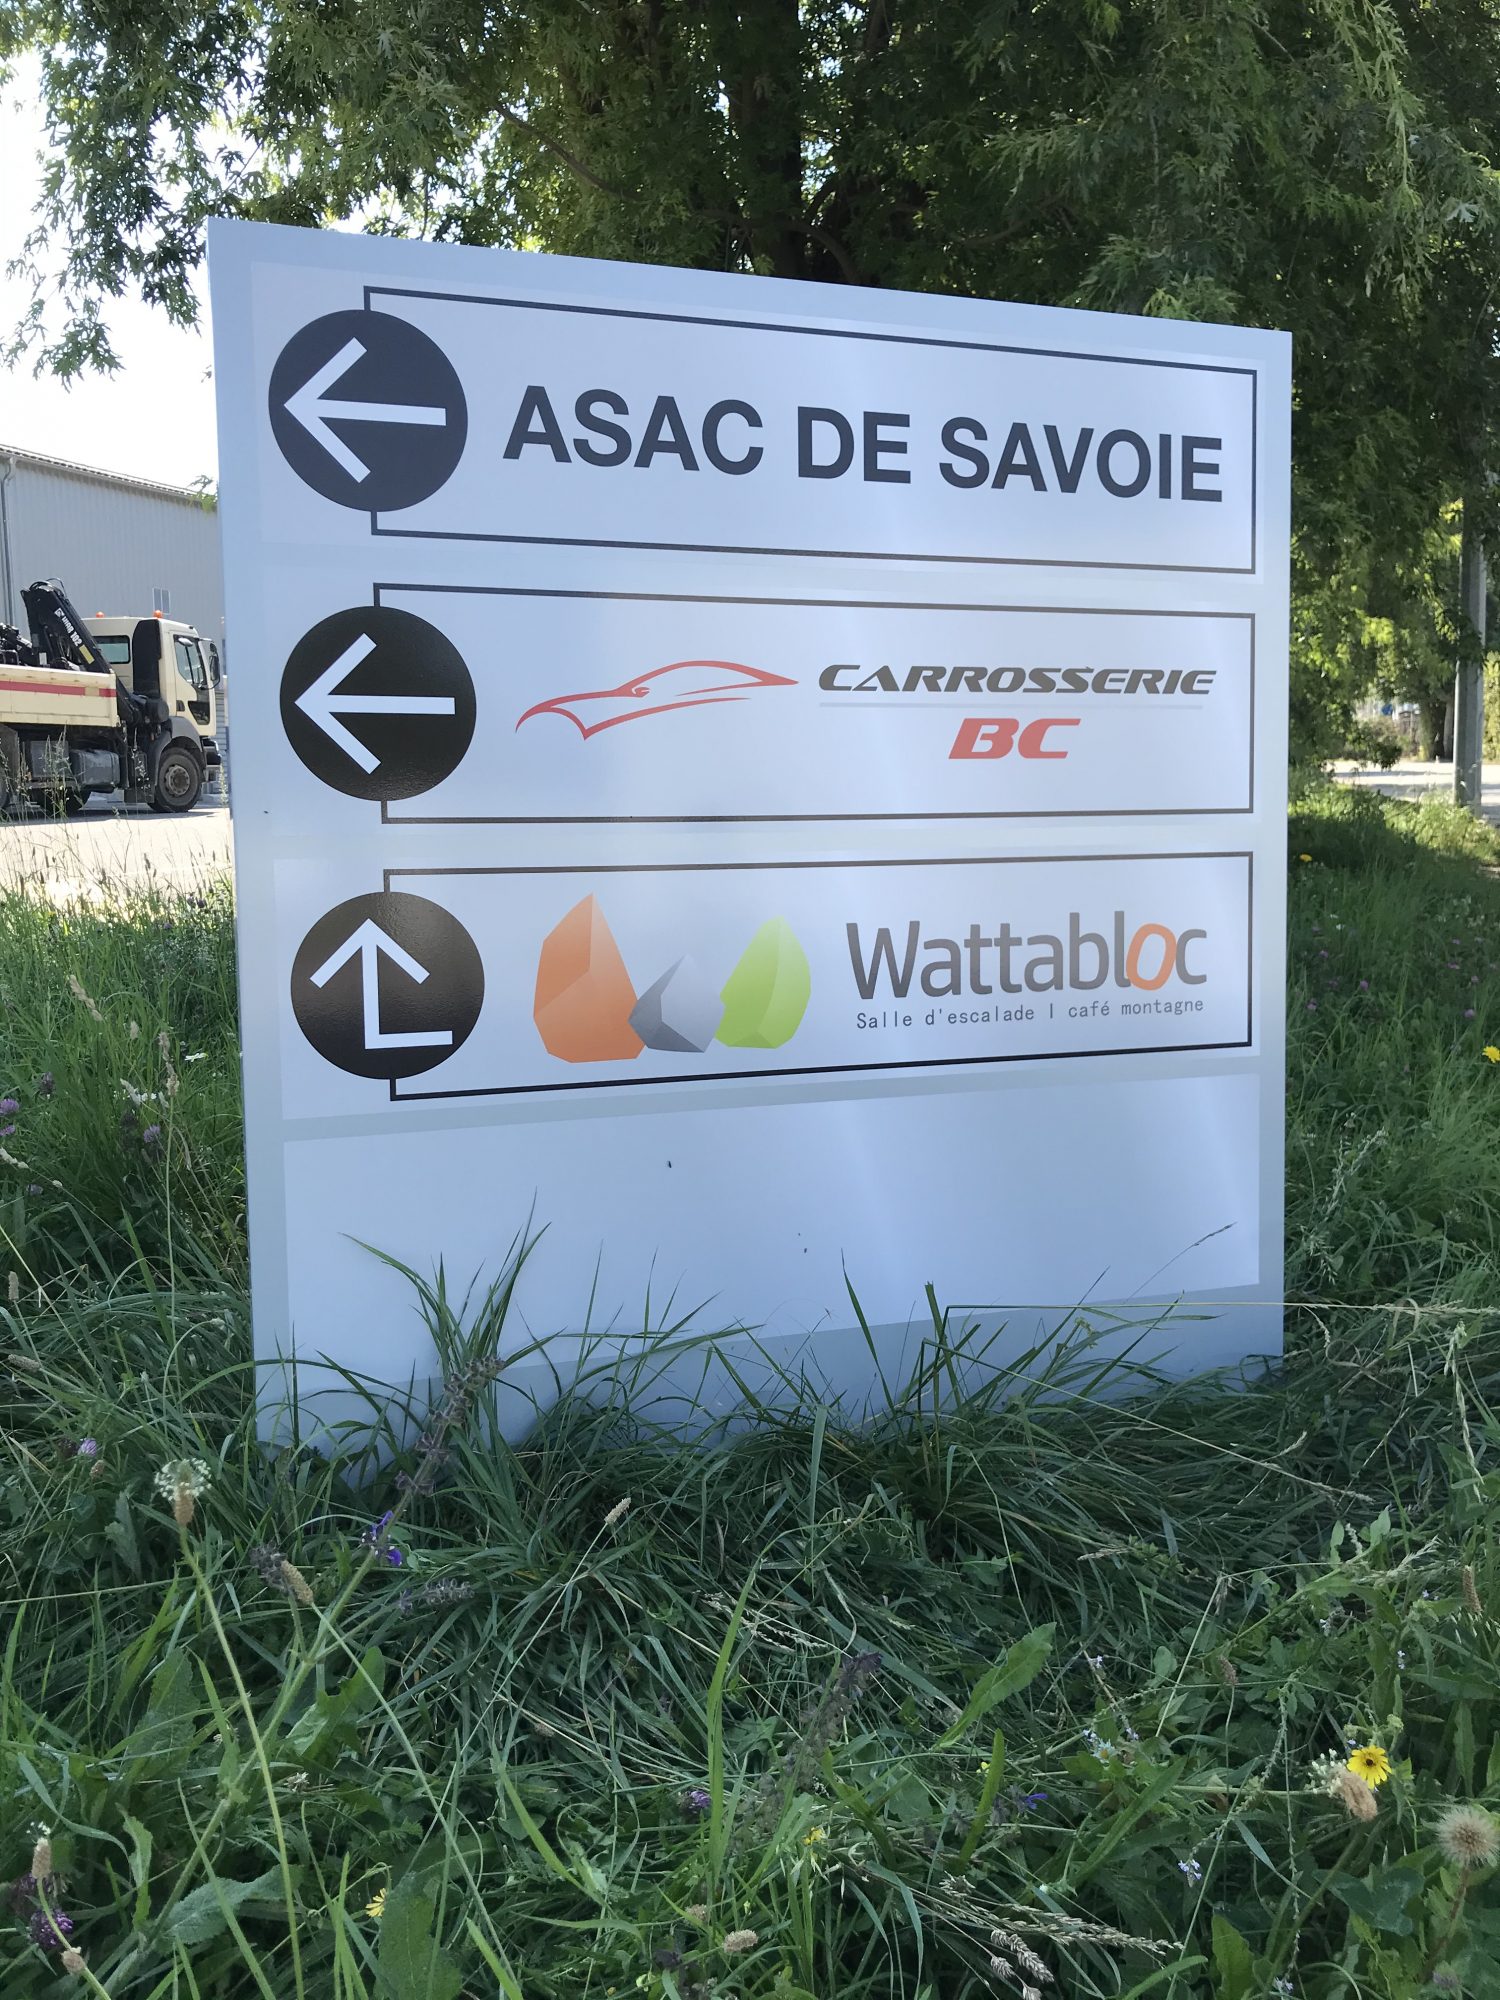 ASAC DE SAVOIE
CARROSSERIE
BC
Wattabloc
Salle d'escalade | café montagne